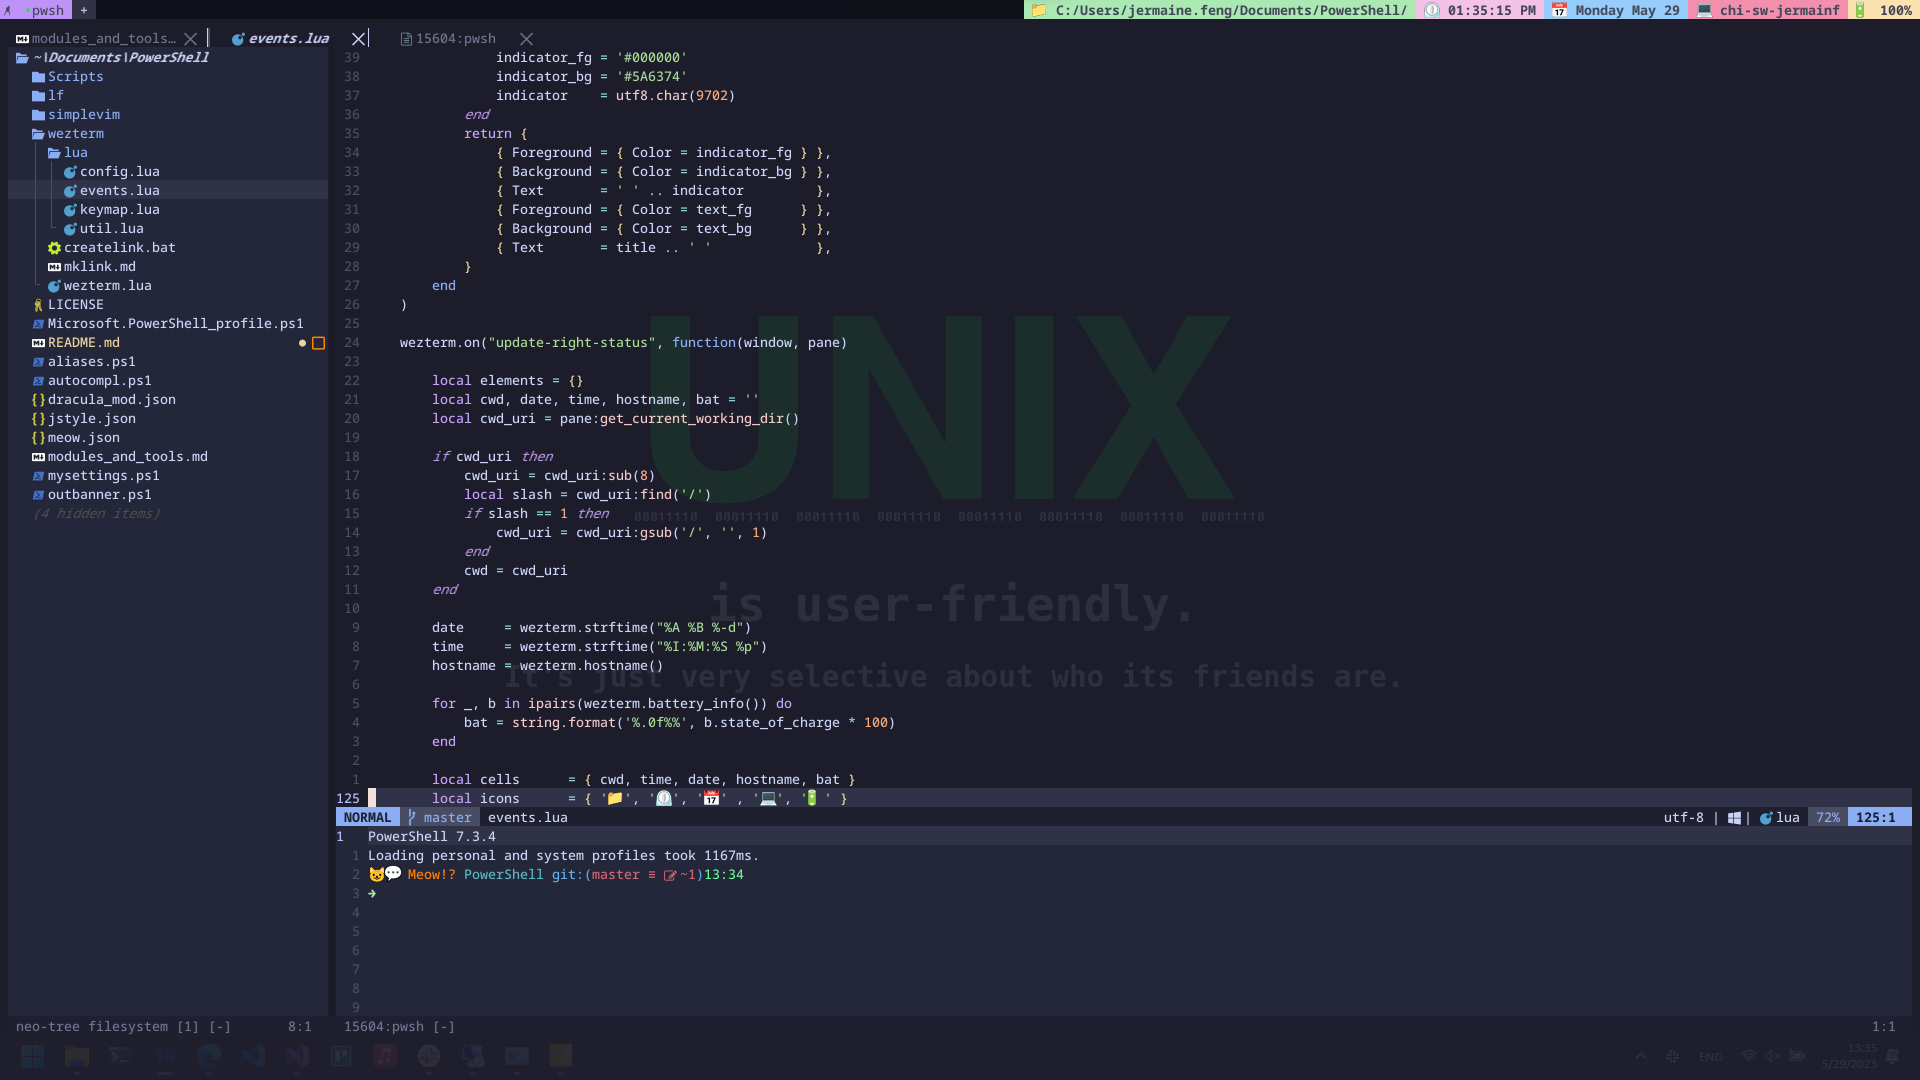 pwsh +
C:/Users/jermaine.feng/Documents/PowerShell/ 01:35:15 PM Monday May 29 chi-sw-jermainf 100%
modules_and_tools… events.lua 15604:pwsh
~\Documents\PowerShell
Scripts
lf
simplevim
wezterm
lua
config.lua
events.lua
keymap.lua
util.lua
createlink.bat
mklink.md
wezterm.lua
LICENSE
Microsoft.PowerShell_profile.ps1
README.md
aliases.ps1
autocompl.ps1
dracula_mod.json
jstyle.json
meow.json
modules_and_tools.md
mysettings.ps1
outbanner.ps1
(4 hidden items)
39 indicator_fg = '#000000'
38 indicator_bg = '#5A6374'
37 indicator    = utf8.char(9702)
36 end
35 return {
34 { Foreground = { Color = indicator_fg } },
33 { Background = { Color = indicator_bg } },
32 { Text       = ' ' .. indicator         },
31 { Foreground = { Color = text_fg      } },
30 { Background = { Color = text_bg      } },
29 { Text       = title .. ' '             },
28 }
27 end
26 )
25
24 wezterm.on("update-right-status", function(window, pane)
23
22 local elements = {}
21 local cwd, date, time, hostname, bat = ''
20 local cwd_uri = pane:get_current_working_dir()
19
18 if cwd_uri then
17 cwd_uri = cwd_uri:sub(8)
16 local slash = cwd_uri:find('/')
15 if slash == 1 then
14 cwd_uri = cwd_uri:gsub('/', '', 1)
13 end
12 cwd = cwd_uri
11 end
10
9 date     = wezterm.strftime("%A %B %-d")
8 time     = wezterm.strftime("%I:%M:%S %p")
7 hostname = wezterm.hostname()
6
5 for _, b in ipairs(wezterm.battery_info()) do
4 bat = string.format('%.0f%%', b.state_of_charge * 100)
3 end
2
1 local cells      = { cwd, time, date, hostname, bat }
125 local icons      = { '📁', '🕐', '📅' , '💻', '🔋 ' }
UNIX
00011110 00011110 00011110 00011110 00011110 00011110 00011110 00011110
is user-friendly.
It's just very selective about who its friends are.
NORMAL master events.lua utf-8 | | lua 72% 125:1
1 PowerShell 7.3.4
1 Loading personal and system profiles took 1167ms.
2 🐱💬 Meow!? PowerShell git:(master ≡ ~1)13:34
3 ➜
4
5
6
7
8
9
neo-tree filesystem [1] [-] 8:1 15604:pwsh [-] 1:1
ENG
13:35
5/29/2023